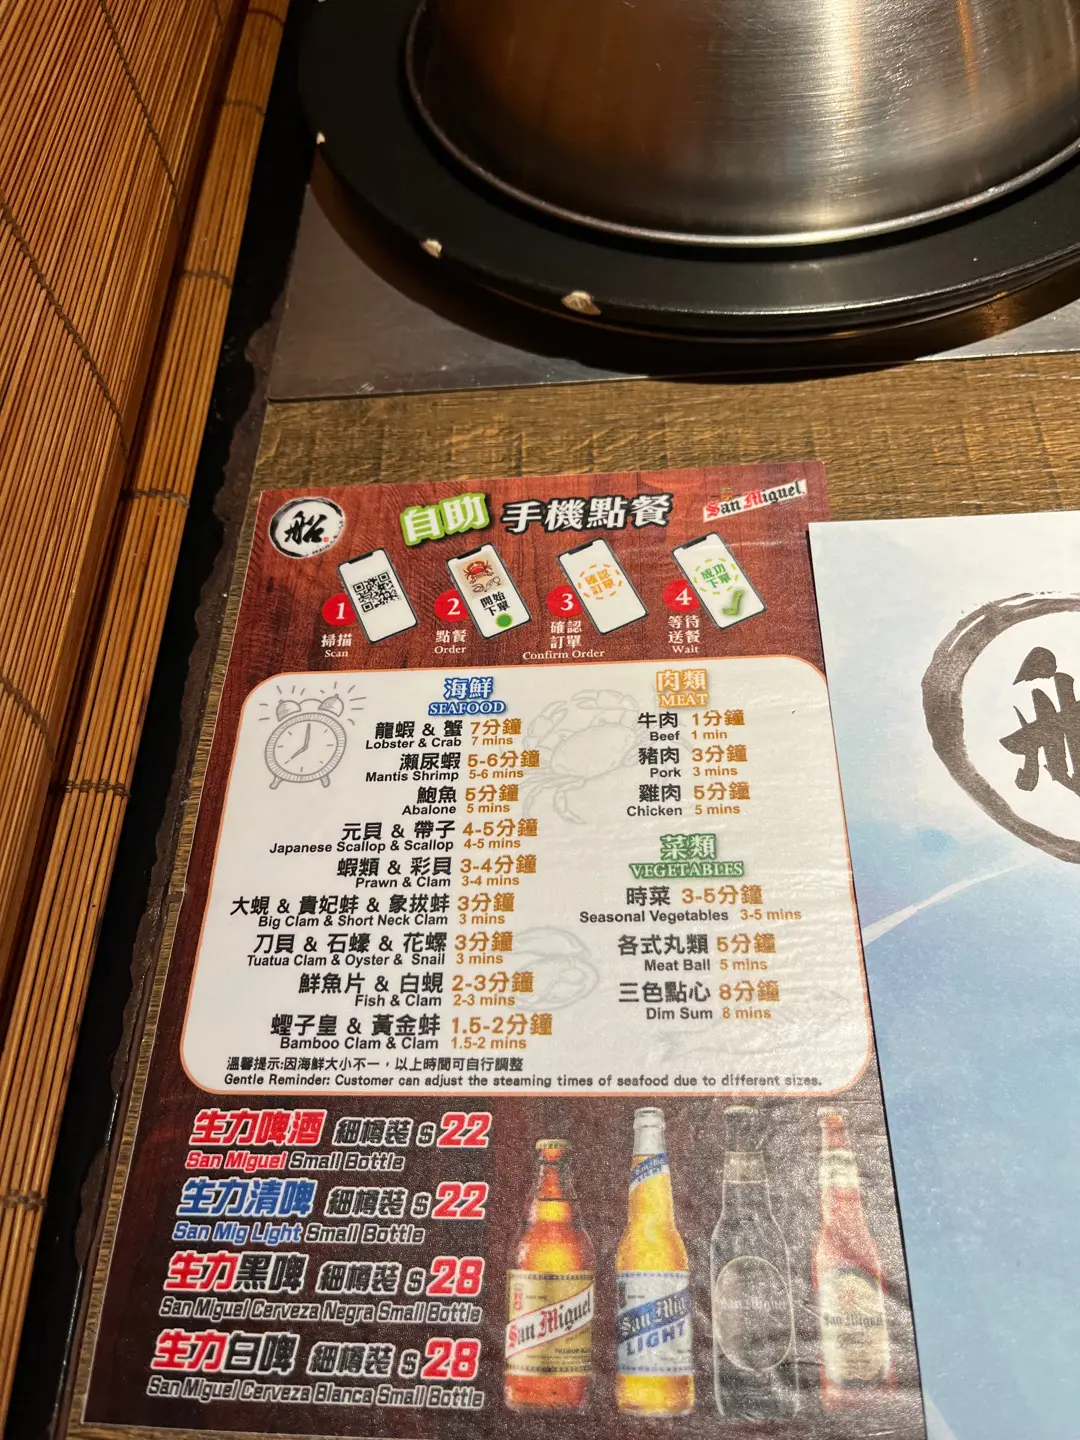 船
自助 手機點餐
San Miguel
1
掃描
Scan
2
開始
下單
點餐
Order
3
確認
訂單
確認
訂單
Confirm Order
4
成功
下單
等待
送餐
Wait
海鮮
SEAFOOD
龍蝦 & 蟹 7分鐘
Lobster & Crab 7 mins
瀨尿蝦 5-6分鐘
Mantis Shrimp 5-6 mins
鮑魚 5分鐘
Abalone 5 mins
元貝 & 帶子 4-5分鐘
Japanese Scallop & Scallop 4-5 mins
蝦類 & 彩貝 3-4分鐘
Prawn & Clam 3-4 mins
大蜆 & 貴妃蚌 & 象拔蚌 3分鐘
Big Clam & Short Neck Clam 3 mins
刀貝 & 石蠔 & 花螺 3分鐘
Tuatua Clam & Oyster & Snail 3 mins
鮮魚片 & 白蜆 2-3分鐘
Fish & Clam 2-3 mins
蟶子皇 & 黃金蚌 1.5-2分鐘
Bamboo Clam & Clam 1.5-2 mins
肉類
MEAT
牛肉 1分鐘
Beef 1 min
豬肉 3分鐘
Pork 3 mins
雞肉 5分鐘
Chicken 5 mins
菜類
VEGETABLES
時菜 3-5分鐘
Seasonal Vegetables 3-5 mins
各式丸類 5分鐘
Meat Ball 5 mins
三色點心 8分鐘
Dim Sum 8 mins
溫馨提示:因海鮮大小不一，以上時間可自行調整
Gentle Reminder: Customer can adjust the steaming times of seafood due to different sizes.
生力啤酒 細樽裝 $22
San Miguel Small Bottle
生力清啤 細樽裝 $22
San Mig Light Small Bottle
生力黑啤 細樽裝 $28
San Miguel Cerveza Negra Small Bottle
生力白啤 細樽裝 $28
San Miguel Cerveza Blanca Small Bottle
San Miguel
San Mig
LIGHT
San Miguel
San Miguel